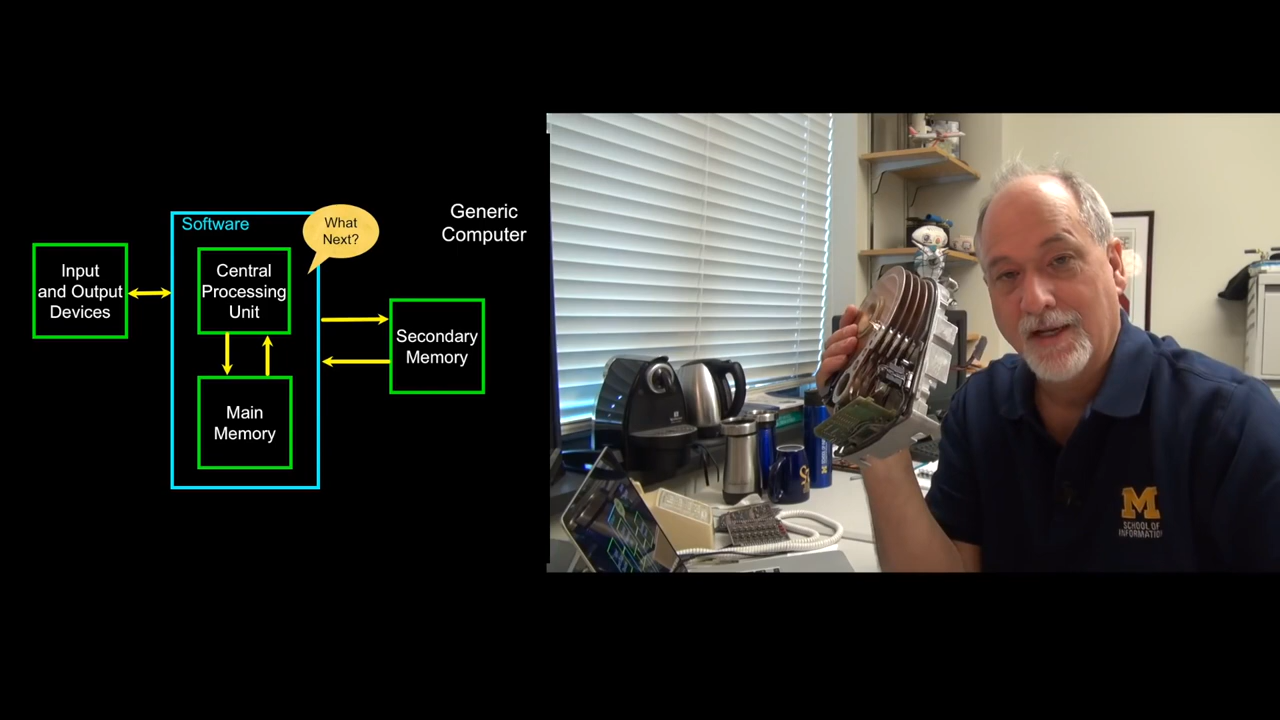 Generic
Computer
Software
What
Next?
Input
and Output
Devices
Central
Processing
Unit
Secondary
Memory
Main
Memory
M
SCHOOL OF
INFORMATION